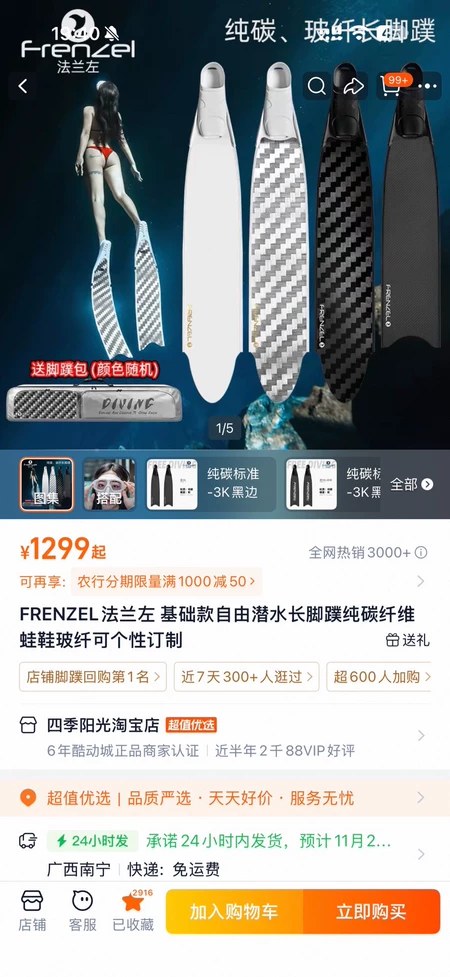 19:40
纯碳、玻纤长脚蹼
Frenzel
法兰左
99+
FRENZEL
FRENZEL
送脚蹼包 (颜色随机)
DIVING
1/5
图集
搭配
纯碳标准
-3K黑边
纯碳标
-3K黑
全部
¥1299起
全网热销3000+
可再享:
农行分期限量满1000减50
FRENZEL法兰左 基础款自由潜水长脚蹼纯碳纤维
蛙鞋玻纤可个性订制
送礼
店铺脚蹼回购第1名
近7天300+人逛过
超600人加购
四季阳光淘宝店
超值优选
6年酷动城正品商家认证
近半年2千88VIP好评
超值优选 | 品质严选 · 天天好价 · 服务无忧
24小时发
承诺24小时内发货，预计11月2...
广西南宁
快递: 免运费
2916
店铺
客服
已收藏
加入购物车
立即购买